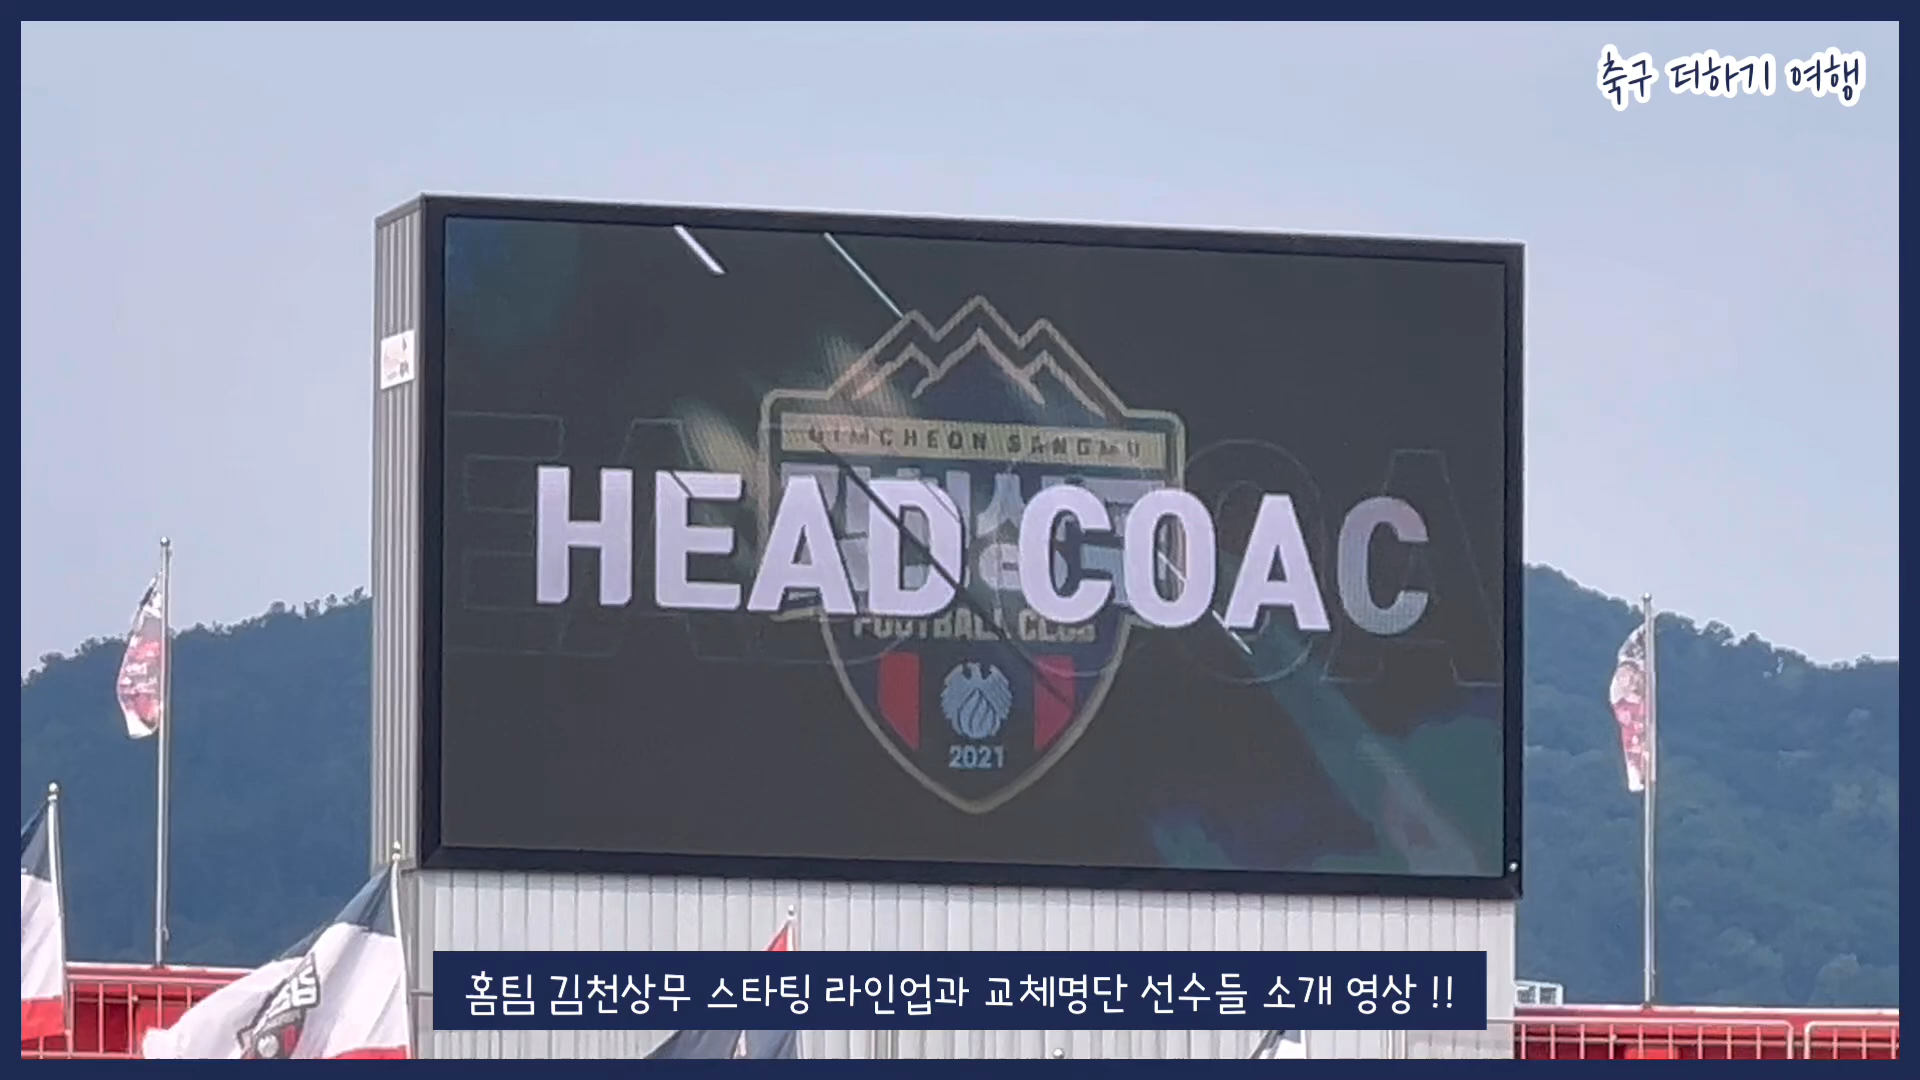 축구 더하기 여행
GIMCHEON SANGMU
HEAD COAC
FOOTBALL CLUB
2021
홈팀 김천상무 스타팅 라인업과 교체명단 선수들 소개 영상 !!